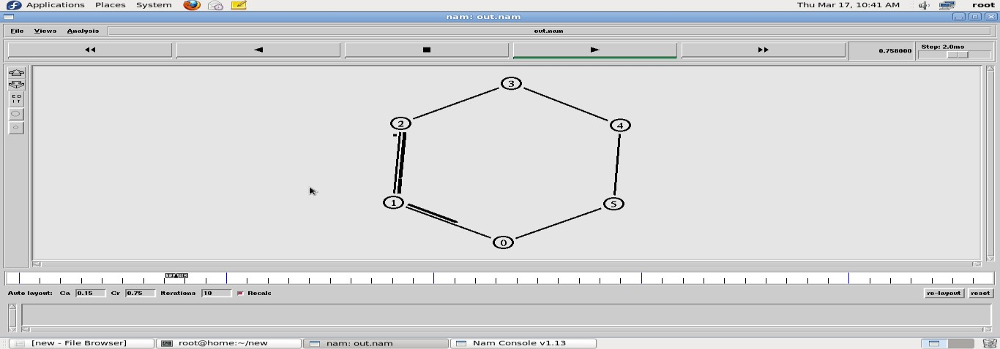 Applications Places System Thu Mar 17, 10:41 AM root
nam: out.nam
File Views Analysis out.nam
0.758000 Step: 2.0ms
ED
IT
3
2
4
1
5
0
Auto layout: Ca 0.15 Cr 0.75 Iterations 10 Recalc re-layout reset
[new - File Browser] root@home:~/new nam: out.nam Nam Console v1.13